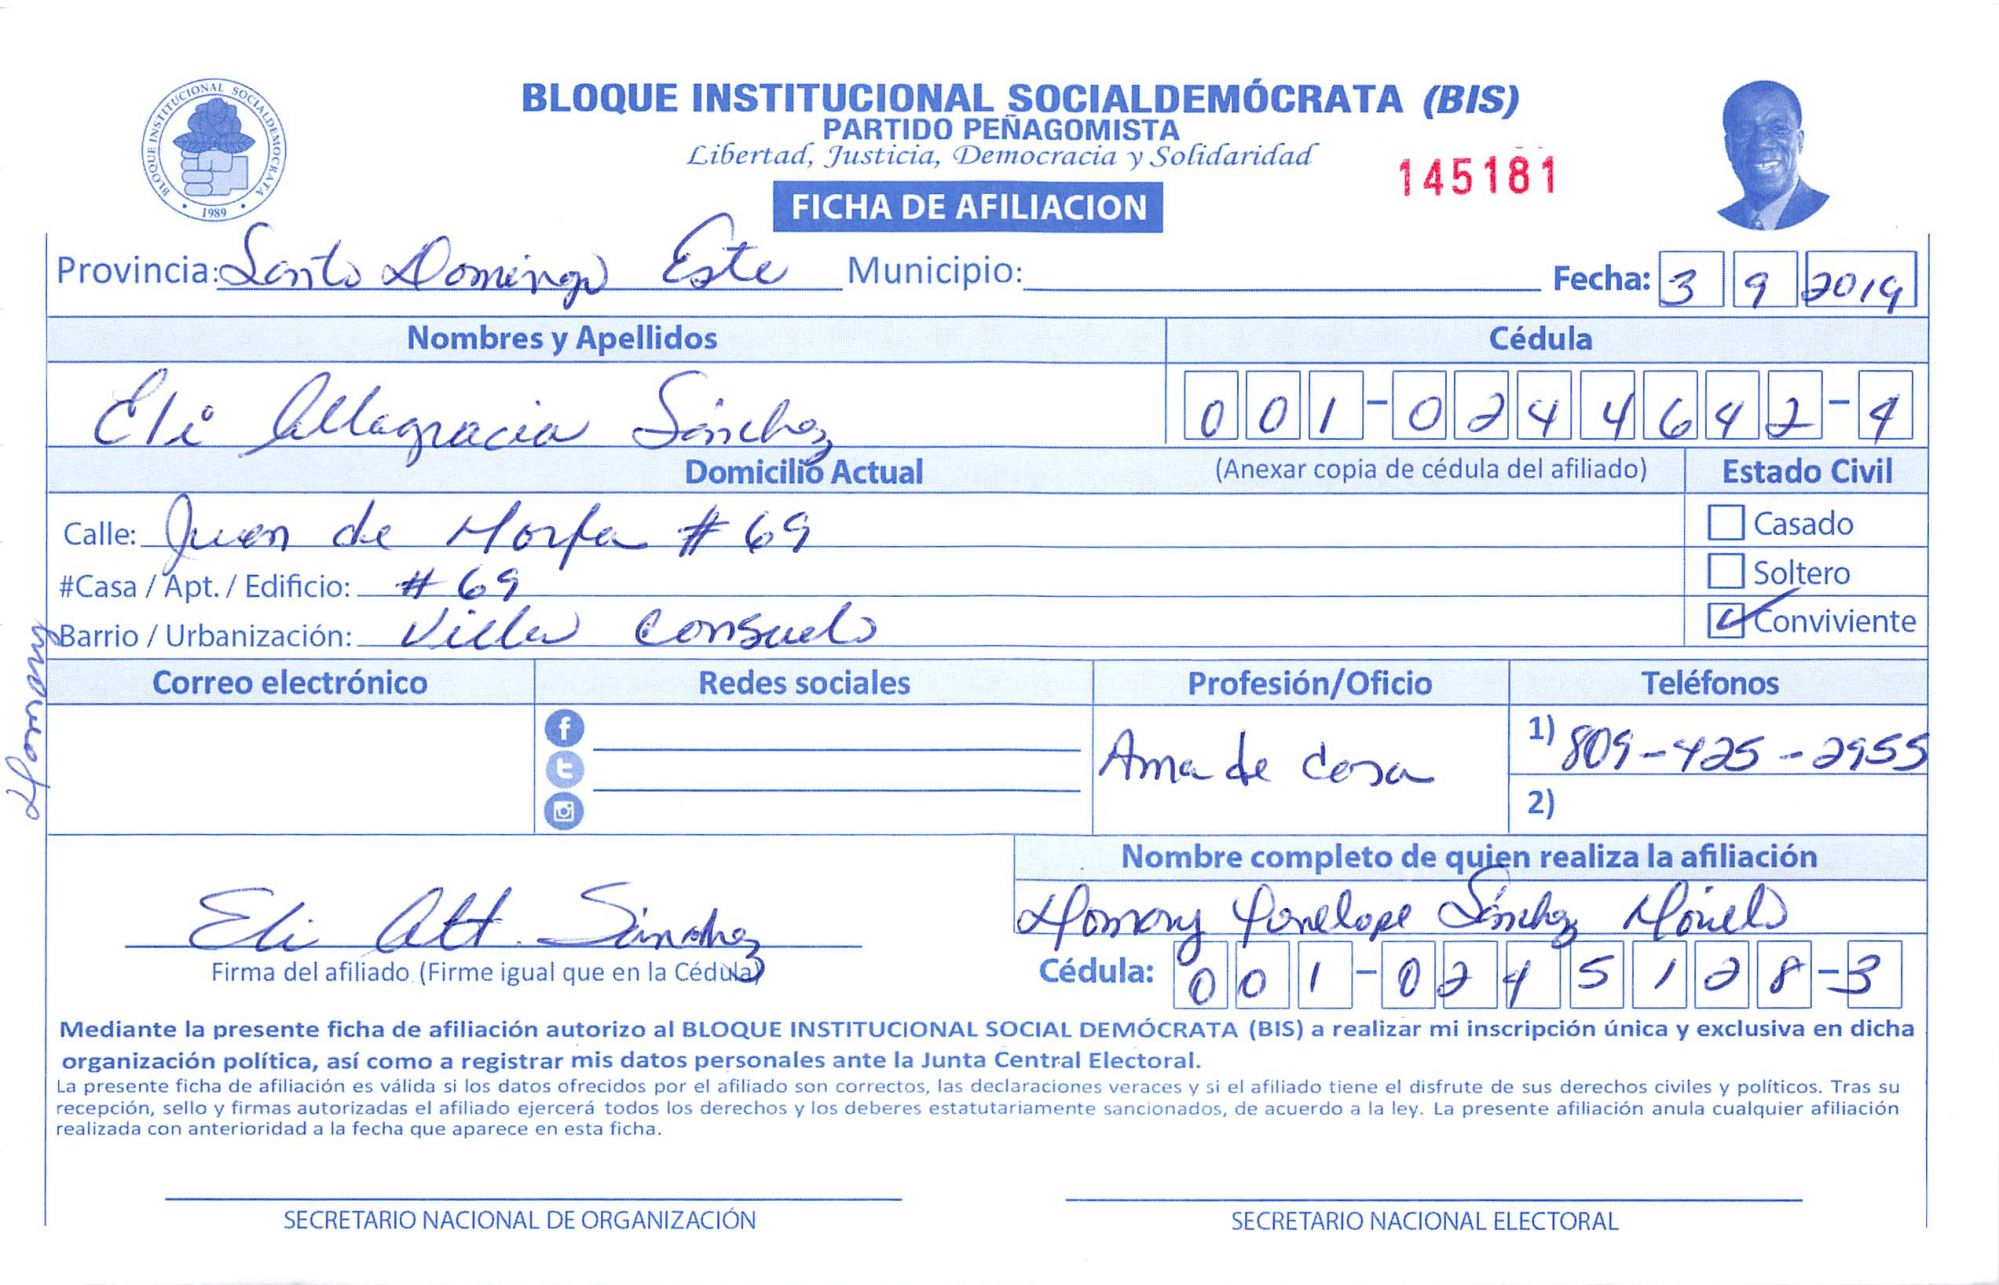 BLOQUE INSTITUCIONAL SOCIALDEMOCRATA
1989
BLOQUE INSTITUCIONAL SOCIALDEMÓCRATA (BIS)
PARTIDO PEÑAGOMISTA
Libertad, Justicia, Democracia y Solidaridad
145181
FICHA DE AFILIACION
Provincia: Santo Domingo Este Municipio: Fecha: 3 9 2019
Nombres y Apellidos Cédula
Eli Altagracia Sánchez 001-0244642-4
Domicilio Actual (Anexar copia de cédula del afiliado) Estado Civil
Calle: Juan de Morfa # 69 Casado
#Casa / Apt. / Edificio: # 69 Soltero
Barrio / Urbanización: Villa Consuelo Conviviente
Correo electrónico Redes sociales Profesión/Oficio Teléfonos
Ama de casa 1) 809-425-2955
2)
Nombre completo de quien realiza la afiliación
Eli Alt. Sánchez Penelope Sánchez
Firma del afiliado (Firme igual que en la Cédula) Cédula: 001-0245128-3
Mediante la presente ficha de afiliación autorizo al BLOQUE INSTITUCIONAL SOCIAL DEMÓCRATA (BIS) a realizar mi inscripción única y exclusiva en dicha
organización política, así como a registrar mis datos personales ante la Junta Central Electoral.
La presente ficha de afiliación es válida si los datos ofrecidos por el afiliado son correctos, las declaraciones veraces y si el afiliado tiene el disfrute de sus derechos civiles y políticos. Tras su
recepción, sello y firmas autorizadas el afiliado ejercerá todos los derechos y los deberes estatutariamente sancionados, de acuerdo a la ley. La presente afiliación anula cualquier afiliación
realizada con anterioridad a la fecha que aparece en esta ficha.
SECRETARIO NACIONAL DE ORGANIZACIÓN SECRETARIO NACIONAL ELECTORAL